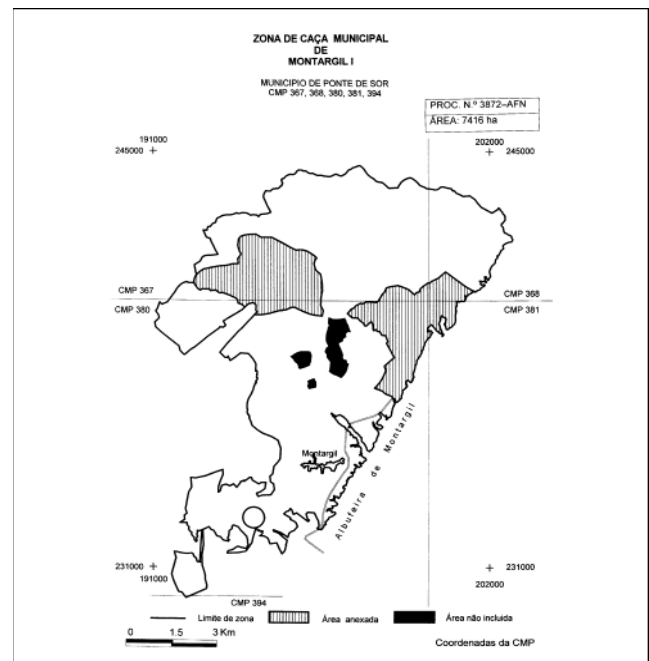 ZONA DE CAÇA MUNICIPAL
DE
MONTARGIL I
MUNICIPIO DE PONTE DE SOR
CMP 367, 368, 380, 381, 394
PROC. N.º 3872–AFN
ÁREA: 7416 ha
191000
245000
202000
245000
CMP 367
CMP 368
CMP 380
CMP 381
Montargil
Albufeira de Montargil
231000
191000
231000
202000
CMP 394
Limite de zona
Área anexada
Área não incluida
0 1.5 3 Km
Coordenadas da CMP